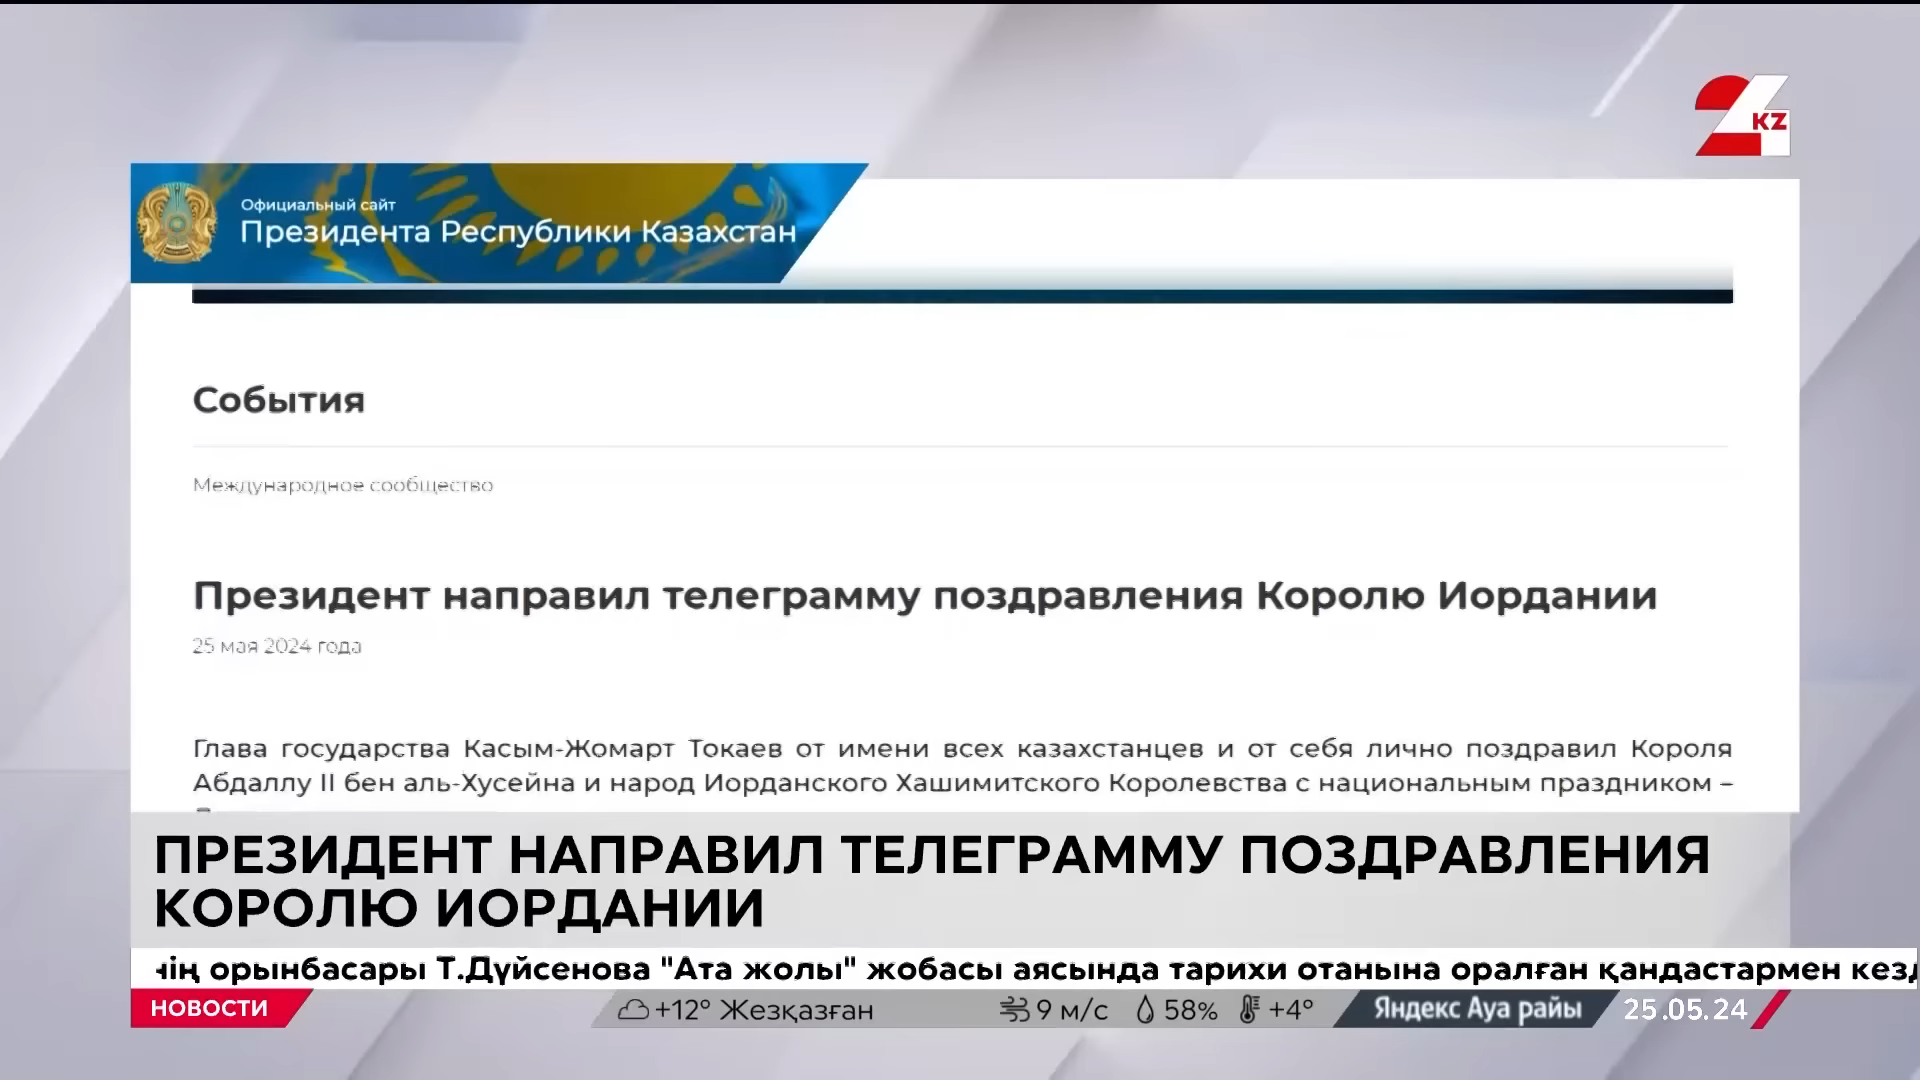 24 KZ
Официальный сайт
Президента Республики Казахстан
События
Международное сообщество
Президент направил телеграмму поздравления Королю Иордании
25 мая 2024 года
Глава государства Касым-Жомарт Токаев от имени всех казахстанцев и от себя лично поздравил Короля
Абдаллу II бен аль-Хусейна и народ Иорданского Хашимитского Королевства с национальным праздником –
ПРЕЗИДЕНТ НАПРАВИЛ ТЕЛЕГРАММУ ПОЗДРАВЛЕНИЯ
КОРОЛЮ ИОРДАНИИ
орынбасары Т.Дүйсенова "Ата жолы" жобасы аясында тарихи отанына оралған қандастармен
НОВОСТИ
+12° Жезқазған 9 м/с 58% +4° Яндекс Ауа райы 25.05.24